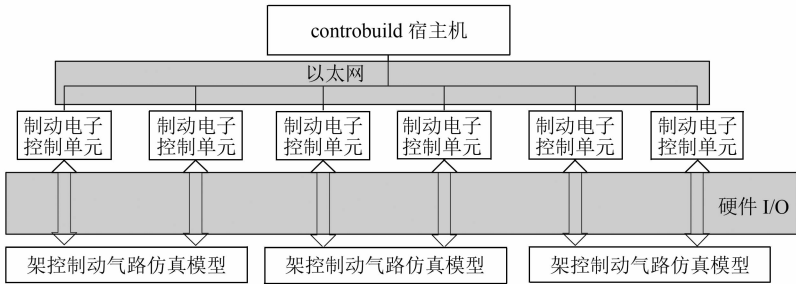 controbuild 宿主机
以太网
制动电子
控制单元
制动电子
控制单元
制动电子
控制单元
制动电子
控制单元
制动电子
控制单元
制动电子
控制单元
硬件 I/O
架控制动气路仿真模型
架控制动气路仿真模型
架控制动气路仿真模型